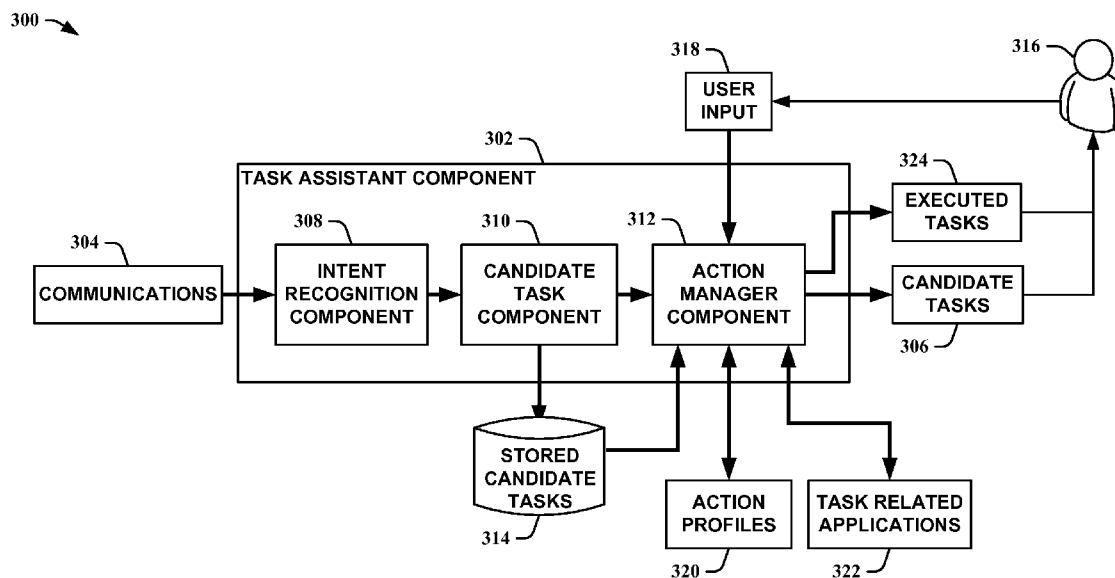 300
318
316
USER
INPUT
302
324
TASK ASSISTANT COMPONENT
EXECUTED
TASKS
304
308
310
312
COMMUNICATIONS
INTENT
RECOGNITION
COMPONENT
CANDIDATE
TASK
COMPONENT
ACTION
MANAGER
COMPONENT
CANDIDATE
TASKS
306
STORED
CANDIDATE
TASKS
314
ACTION
PROFILES
320
TASK RELATED
APPLICATIONS
322